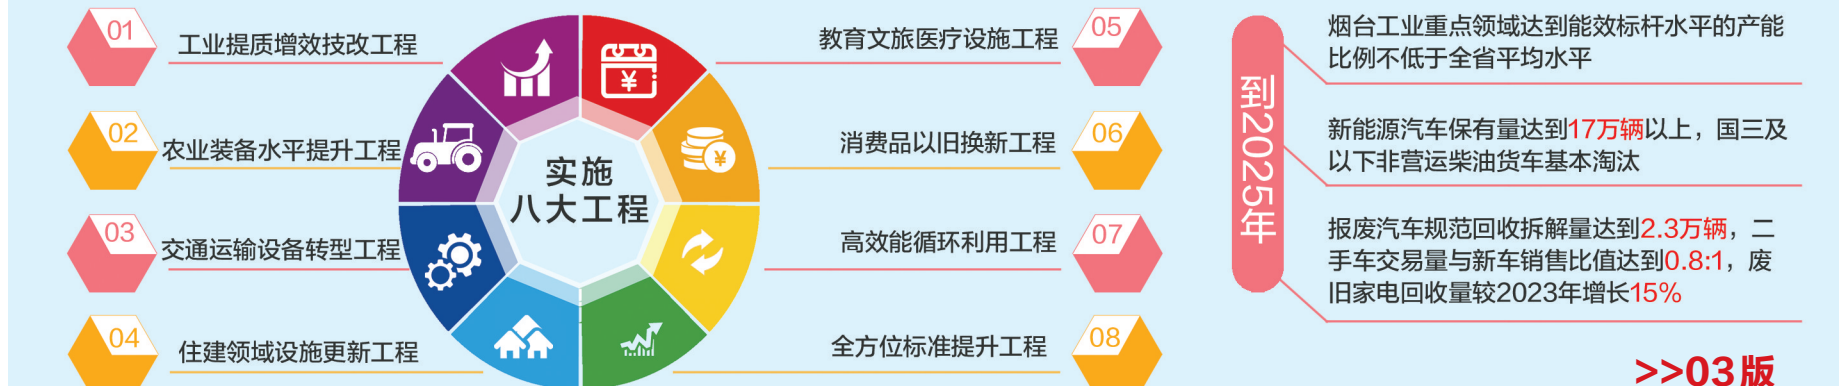 01
工业提质增效技改工程
02
农业装备水平提升工程
03
交通运输设备转型工程
04
住建领域设施更新工程
¥
¥
实施
八大工程
教育文旅医疗设施工程
05
消费品以旧换新工程
06
高效能循环利用工程
07
全方位标准提升工程
08
到2025年
烟台工业重点领域达到能效标杆水平的产能
比例不低于全省平均水平
新能源汽车保有量达到17万辆以上，国三及
以下非营运柴油货车基本淘汰
报废汽车规范回收拆解量达到2.3万辆，二
手车交易量与新车销售比值达到0.8:1，废
旧家电回收量较2023年增长15%
>>03版